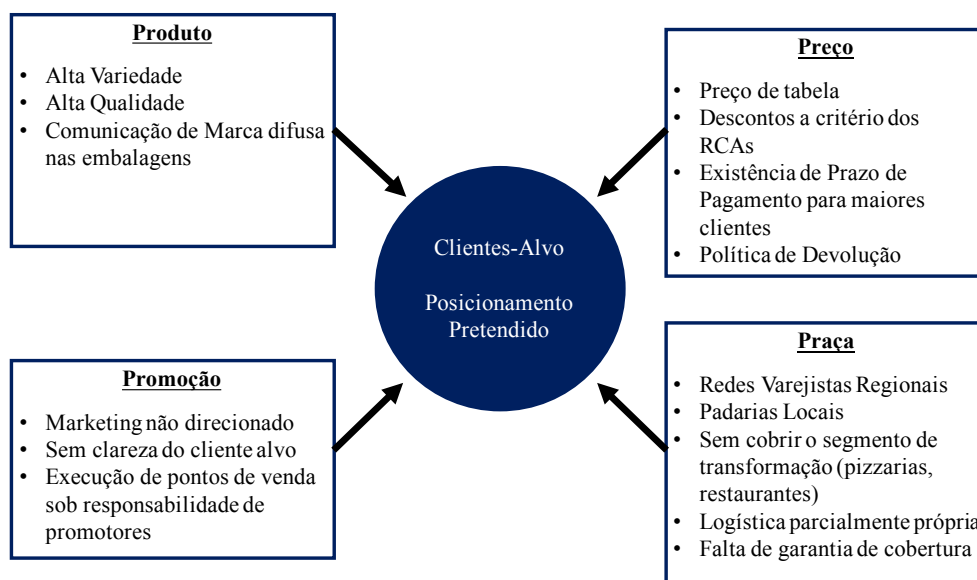 Produto
• Alta Variedade
• Alta Qualidade
• Comunicação de Marca difusa
nas embalagens
Preço
• Preço de tabela
• Descontos a critério dos
RCAs
• Existência de Prazo de
Pagamento para maiores
clientes
• Política de Devolução
Clientes-Alvo
Posicionamento
Pretendido
Promoção
• Marketing não direcionado
• Sem clareza do cliente alvo
• Execução de pontos de venda
sob responsabilidade de
promotores
Praça
• Redes Varejistas Regionais
• Padarias Locais
• Sem cobrir o segmento de
transformação (pizzarias,
restaurantes)
• Logística parcialmente própria
• Falta de garantia de cobertura